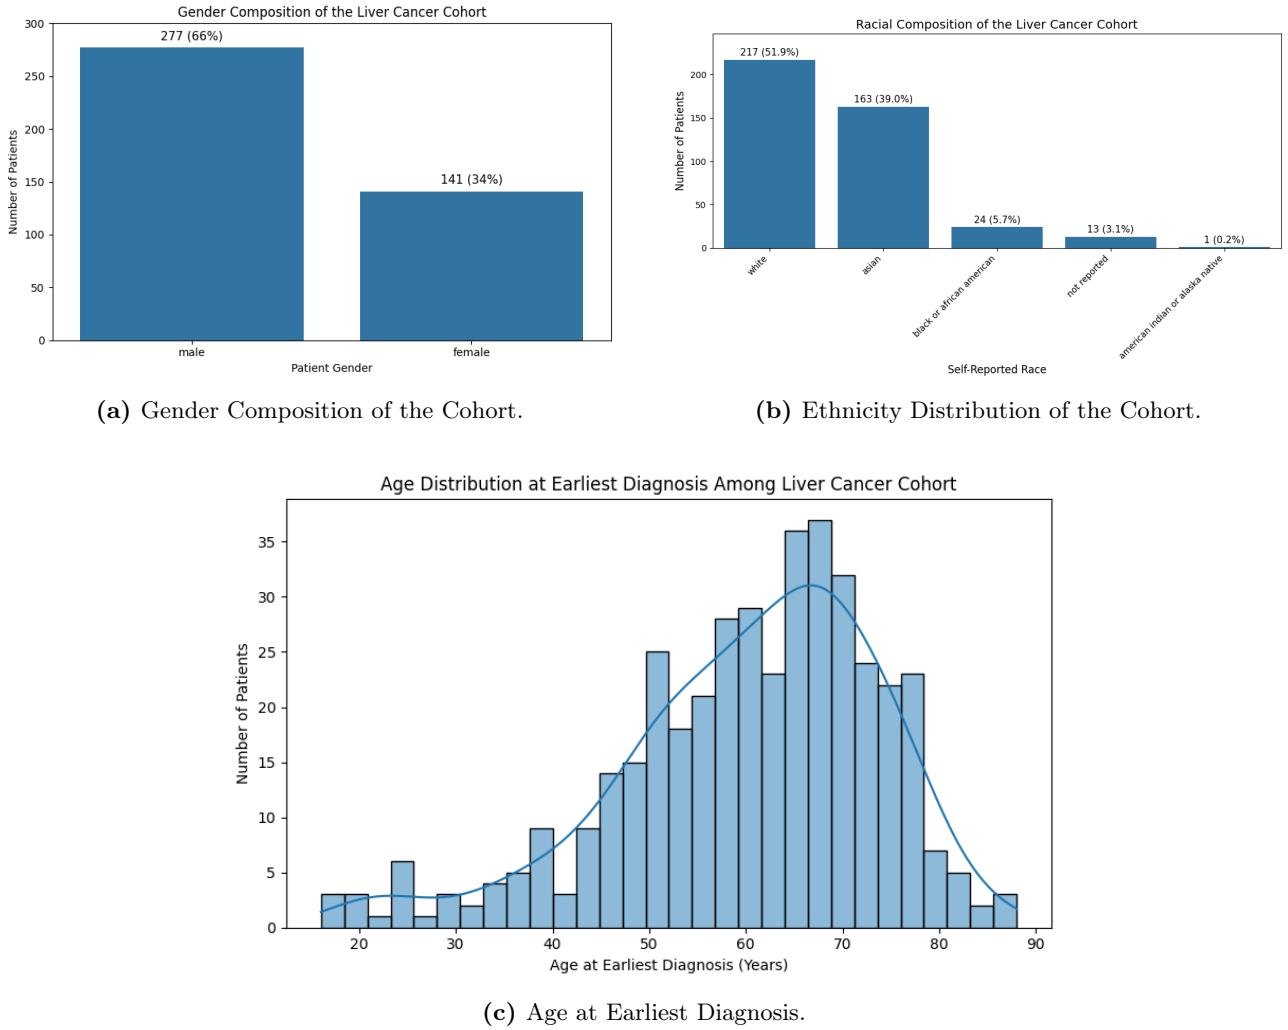 Gender Composition of the Liver Cancer Cohort
300
250
200
150
100
50
0
Number of Patients
277 (66%)
141 (34%)
male
female
Patient Gender
(a) Gender Composition of the Cohort.
Racial Composition of the Liver Cancer Cohort
200
150
100
50
0
Number of Patients
217 (51.9%)
163 (39.0%)
24 (5.7%)
13 (3.1%)
1 (0.2%)
white
asian
black or african american
not reported
american indian or alaska native
Self-Reported Race
(b) Ethnicity Distribution of the Cohort.
Age Distribution at Earliest Diagnosis Among Liver Cancer Cohort
35
30
25
20
15
10
5
0
Number of Patients
20 30 40 50 60 70 80 90
Age at Earliest Diagnosis (Years)
(c) Age at Earliest Diagnosis.